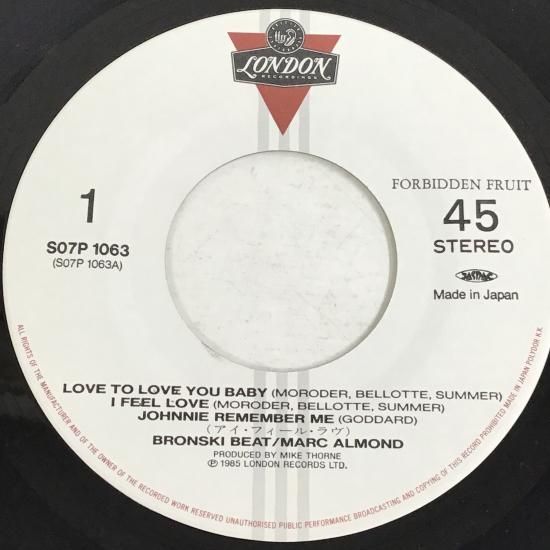 LONDON
RECORDINGS
1
S07P 1063
(S07P 1063A)
FORBIDDEN FRUIT
45
STEREO
JASRAC
Made in Japan
LOVE TO LOVE YOU BABY (MORODER, BELLOTTE, SUMMER)
I FEEL LOVE (MORODER, BELLOTTE, SUMMER)
JOHNNIE REMEMBER ME (GODDARD)
(アイ・フィール・ラヴ)
BRONSKI BEAT/MARC ALMOND
PRODUCED BY MIKE THORNE
℗ 1985 LONDON RECORDS LTD.
ALL RIGHTS OF THE MANUFACTURER AND OF THE OWNER OF THE RECORDED WORK RESERVED UNAUTHORISED PUBLIC PERFORMANCE BROADCASTING AND COPYING OF THIS RECORD PROHIBITED MADE IN JAPAN POLYDOR K.K.